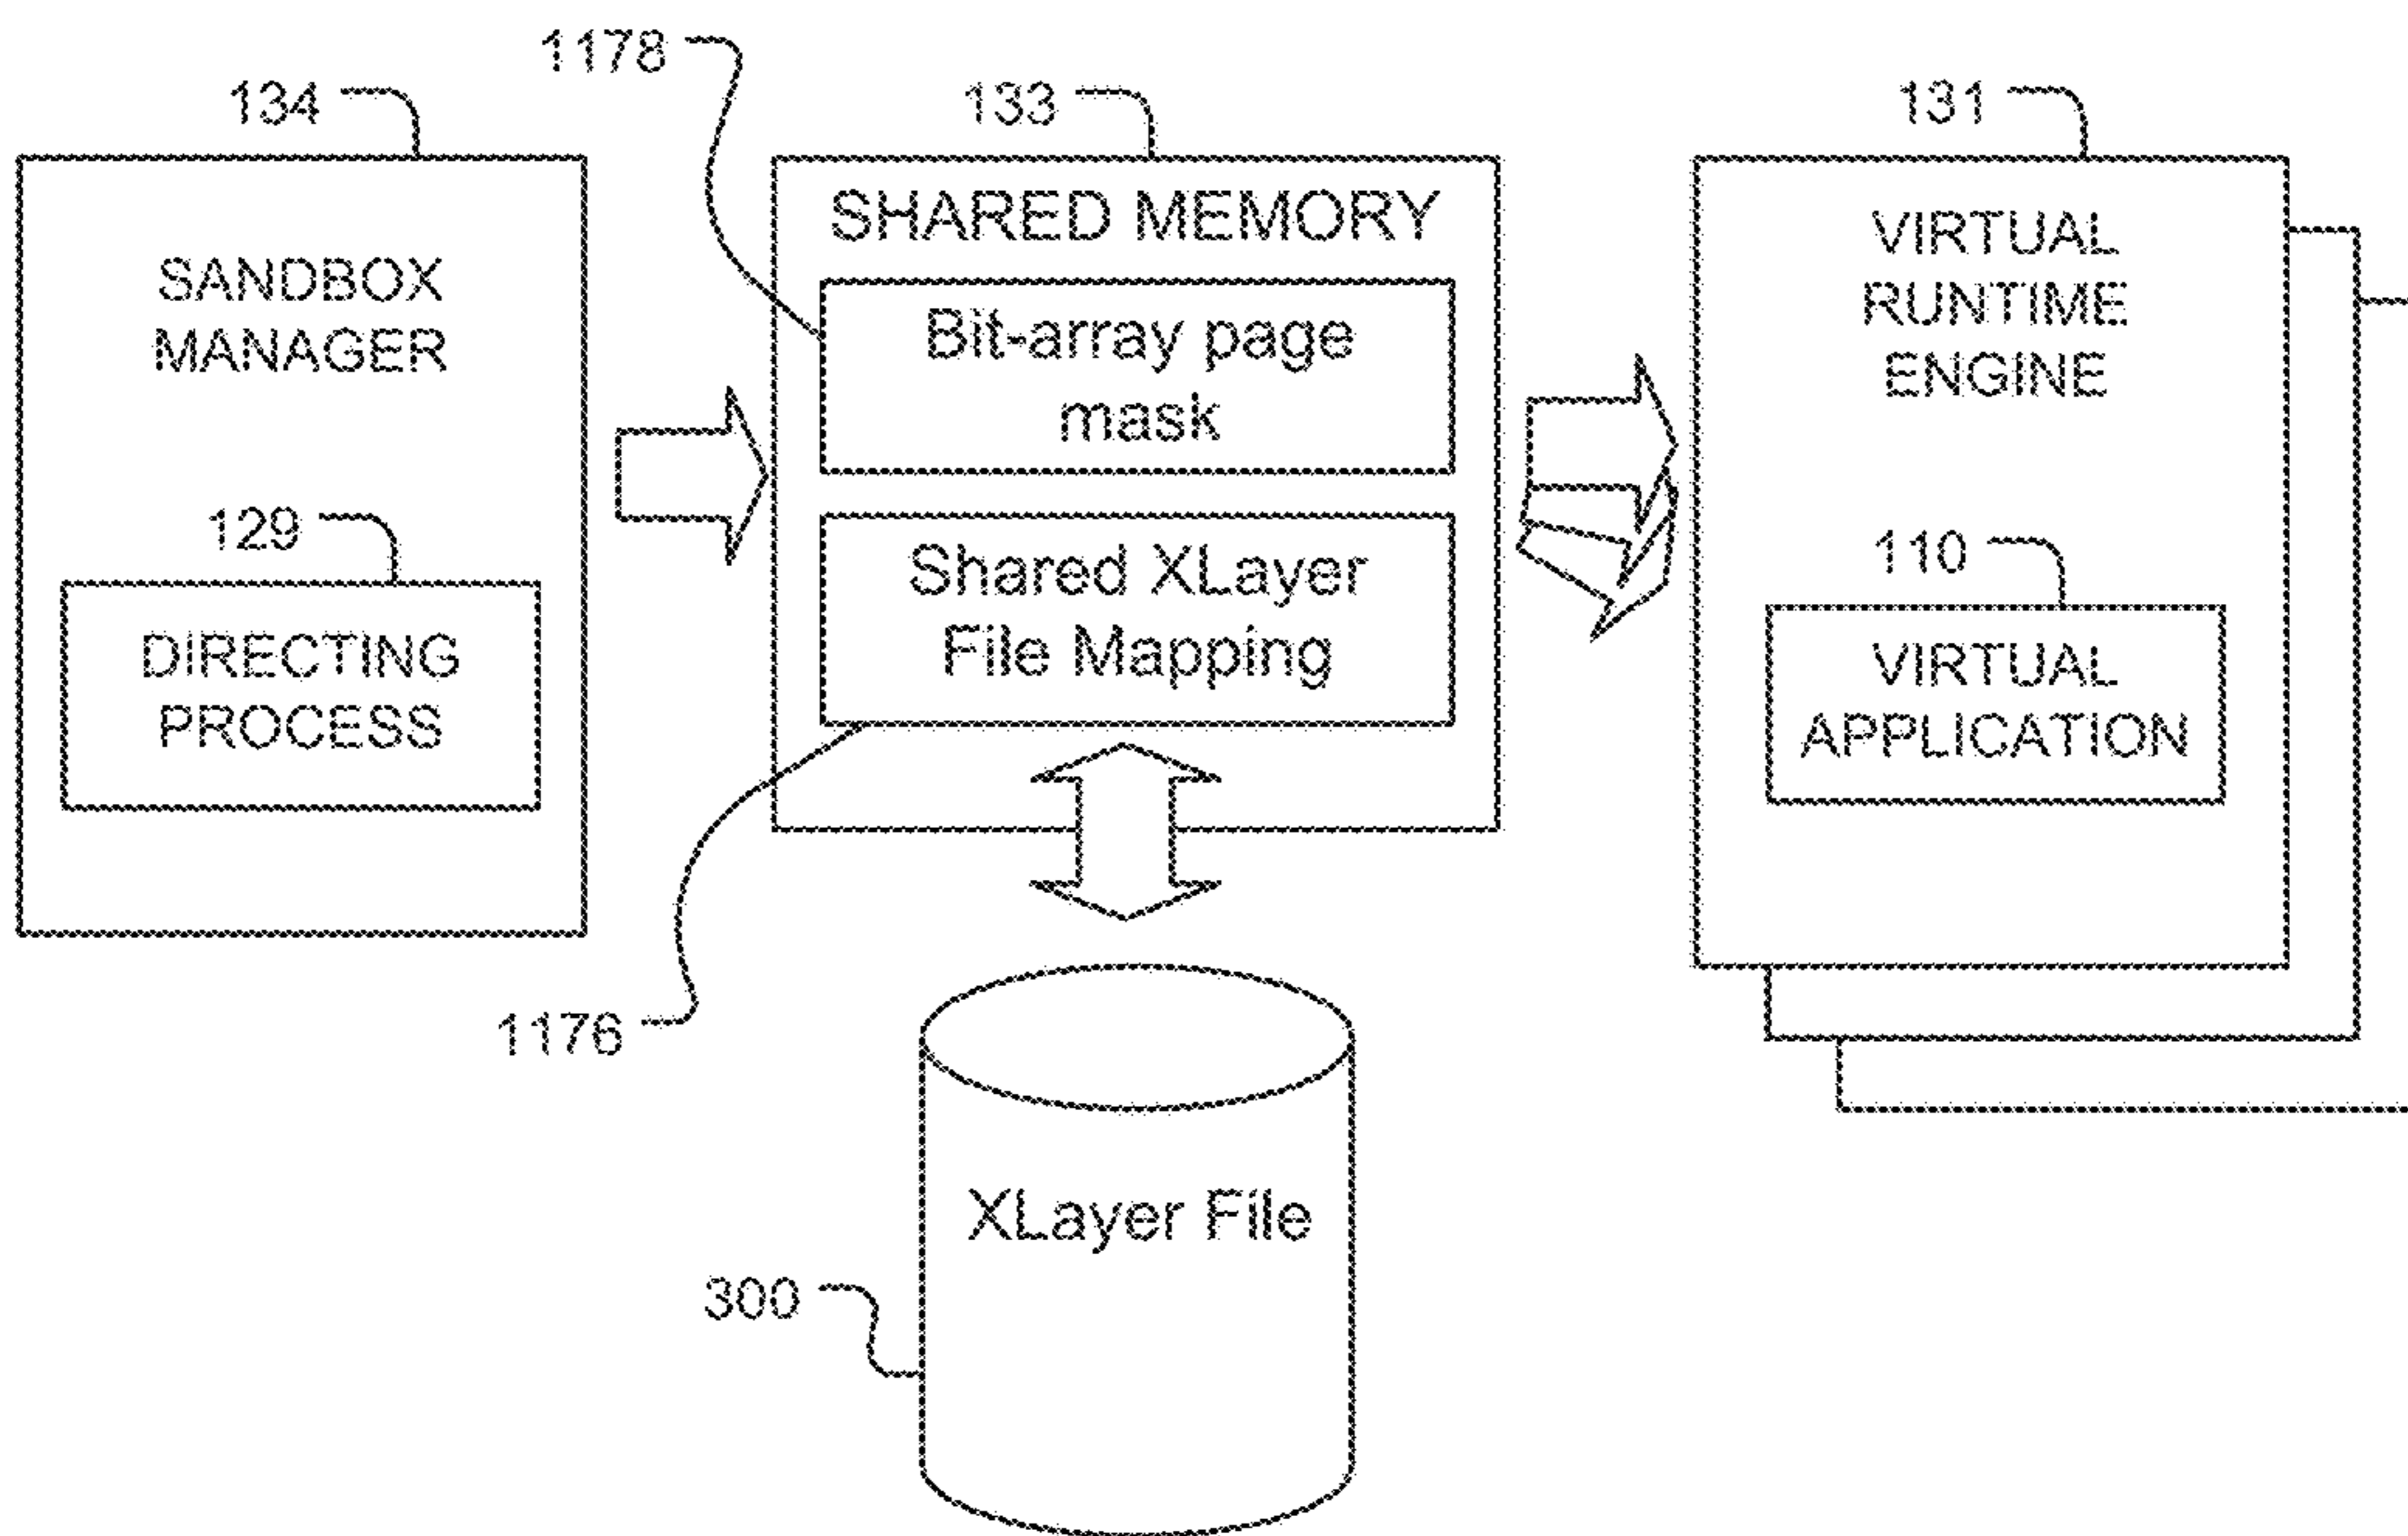 1178
134
133
131
SANDBOX
MANAGER
129
DIRECTING
PROCESS
SHARED MEMORY
Bit-array page
mask
Shared XLayer
File Mapping
VIRTUAL
RUNTIME
ENGINE
110
VIRTUAL
APPLICATION
1176
XLayer File
300